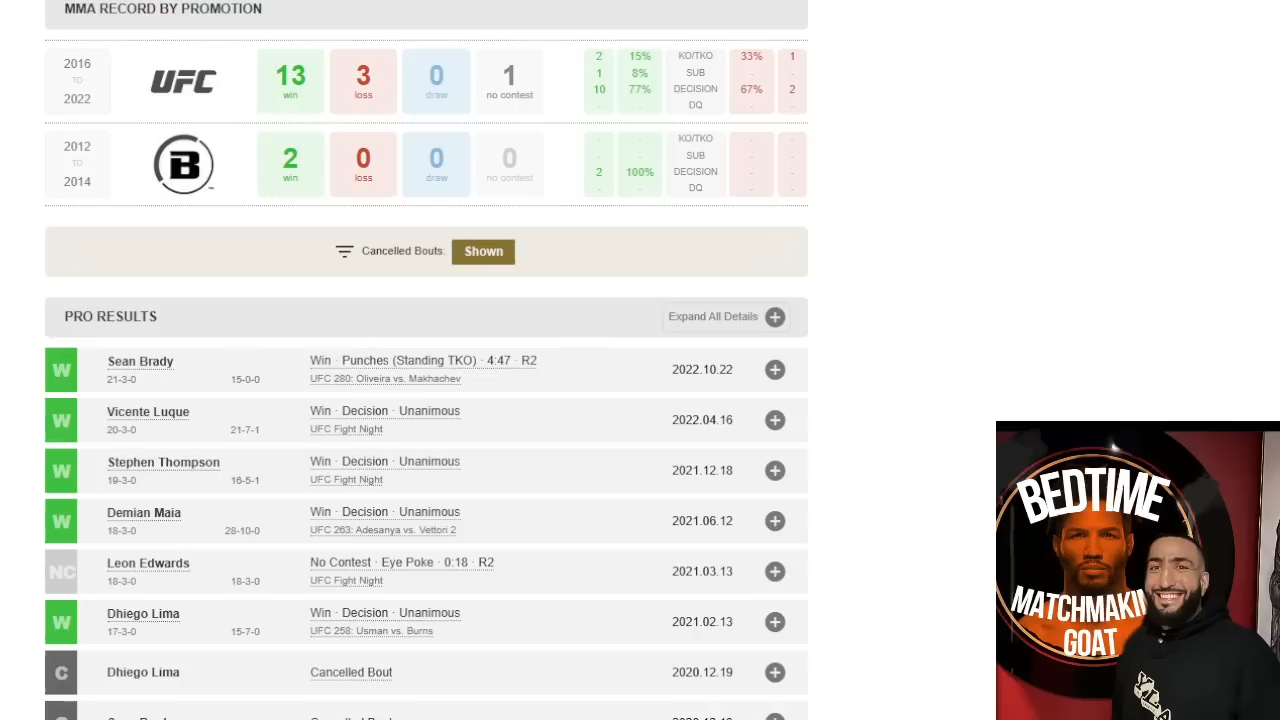 MMA RECORD BY PROMOTION
2016
TO
2022
UFC
13
win
3
loss
0
draw
1
no contest
2 15% KO/TKO 33% 1
1 8% SUB - -
10 77% DECISION 67% 2
- - DQ - -
2012
TO
2014
B
2
win
0
loss
0
draw
0
no contest
- - KO/TKO - -
- - SUB - -
2 100% DECISION - -
- - DQ - -
Cancelled Bouts: Shown
PRO RESULTS
Expand All Details
W Sean Brady Win · Punches (Standing TKO) · 4:47 · R2 2022.10.22
21-3-0 15-0-0 UFC 280: Oliveira vs. Makhachev
W Vicente Luque Win · Decision · Unanimous 2022.04.16
20-3-0 21-7-1 UFC Fight Night
W Stephen Thompson Win · Decision · Unanimous 2021.12.18
19-3-0 16-5-1 UFC Fight Night
W Demian Maia Win · Decision · Unanimous 2021.06.12
18-3-0 28-10-0 UFC 263: Adesanya vs. Vettori 2
NC Leon Edwards No Contest · Eye Poke · 0:18 · R2 2021.03.13
18-3-0 18-3-0 UFC Fight Night
W Dhiego Lima Win · Decision · Unanimous 2021.02.13
17-3-0 15-7-0 UFC 258: Usman vs. Burns
C Dhiego Lima Cancelled Bout 2020.12.19
BEDTIME
MATCHMAKI
GOAT